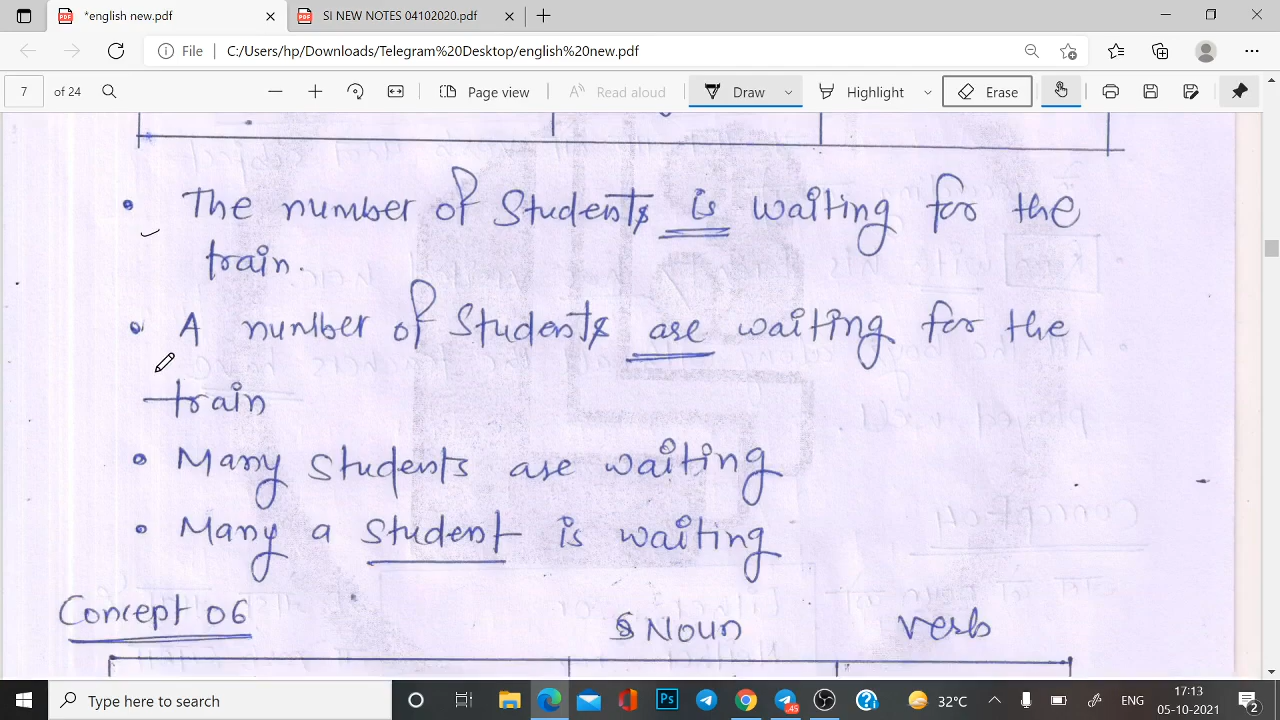 *english new.pdf
SI NEW NOTES 04102020.pdf
File C:/Users/hp/Downloads/Telegram%20Desktop/english%20new.pdf
7 of 24 Page view Read aloud Draw Highlight Erase
The number of Students is waiting for the
train.
A number of Students are waiting for the
train
Many students are waiting
Many a student is waiting
Concept 06 Noun verb
Type here to search
32°C ENG 17:13
05-10-2021